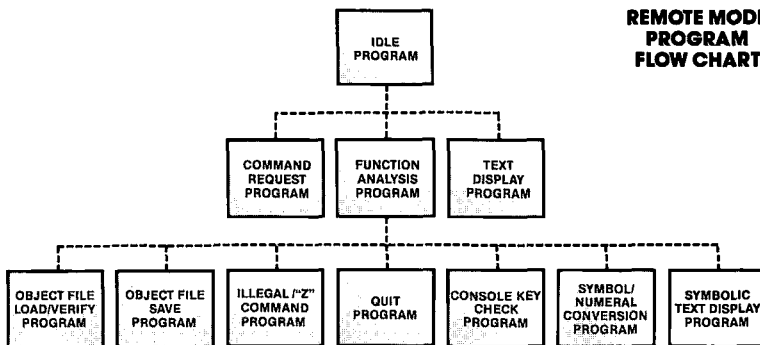 REMOTE MODE
PROGRAM
FLOW CHART
IDLE
PROGRAM
COMMAND
REQUEST
PROGRAM
FUNCTION
ANALYSIS
PROGRAM
TEXT
DISPLAY
PROGRAM
OBJECT FILE
LOAD/VERIFY
PROGRAM
OBJECT FILE
SAVE
PROGRAM
ILLEGAL/"Z"
COMMAND
PROGRAM
QUIT
PROGRAM
CONSOLE KEY
CHECK
PROGRAM
SYMBOL/
NUMERAL
CONVERSION
PROGRAM
SYMBOLIC
TEXT DISPLAY
PROGRAM